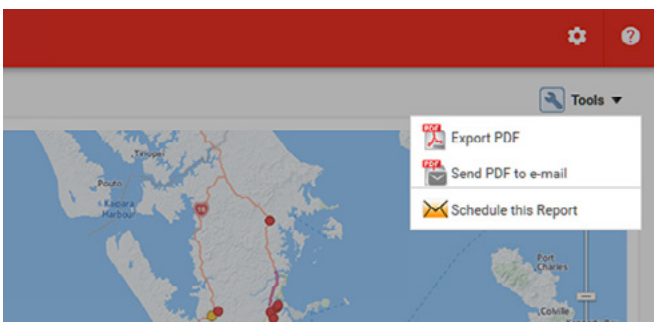 Tools
Export PDF
Send PDF to e-mail
Schedule this Report
Tinopai
Pouto
Kaipara
Harbour
16
Port
Charles
Colville